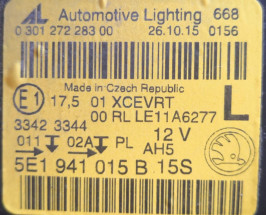 AL Automotive Lighting 668
0 301 272 283 00 26.10.15 0156
Made in Czech Republic
E1 17,5 01 XCEVRT
00 RL LE11A6277 L
3342 3344 12 V
011 02A PL AH5
5E1 941 015 B 15S